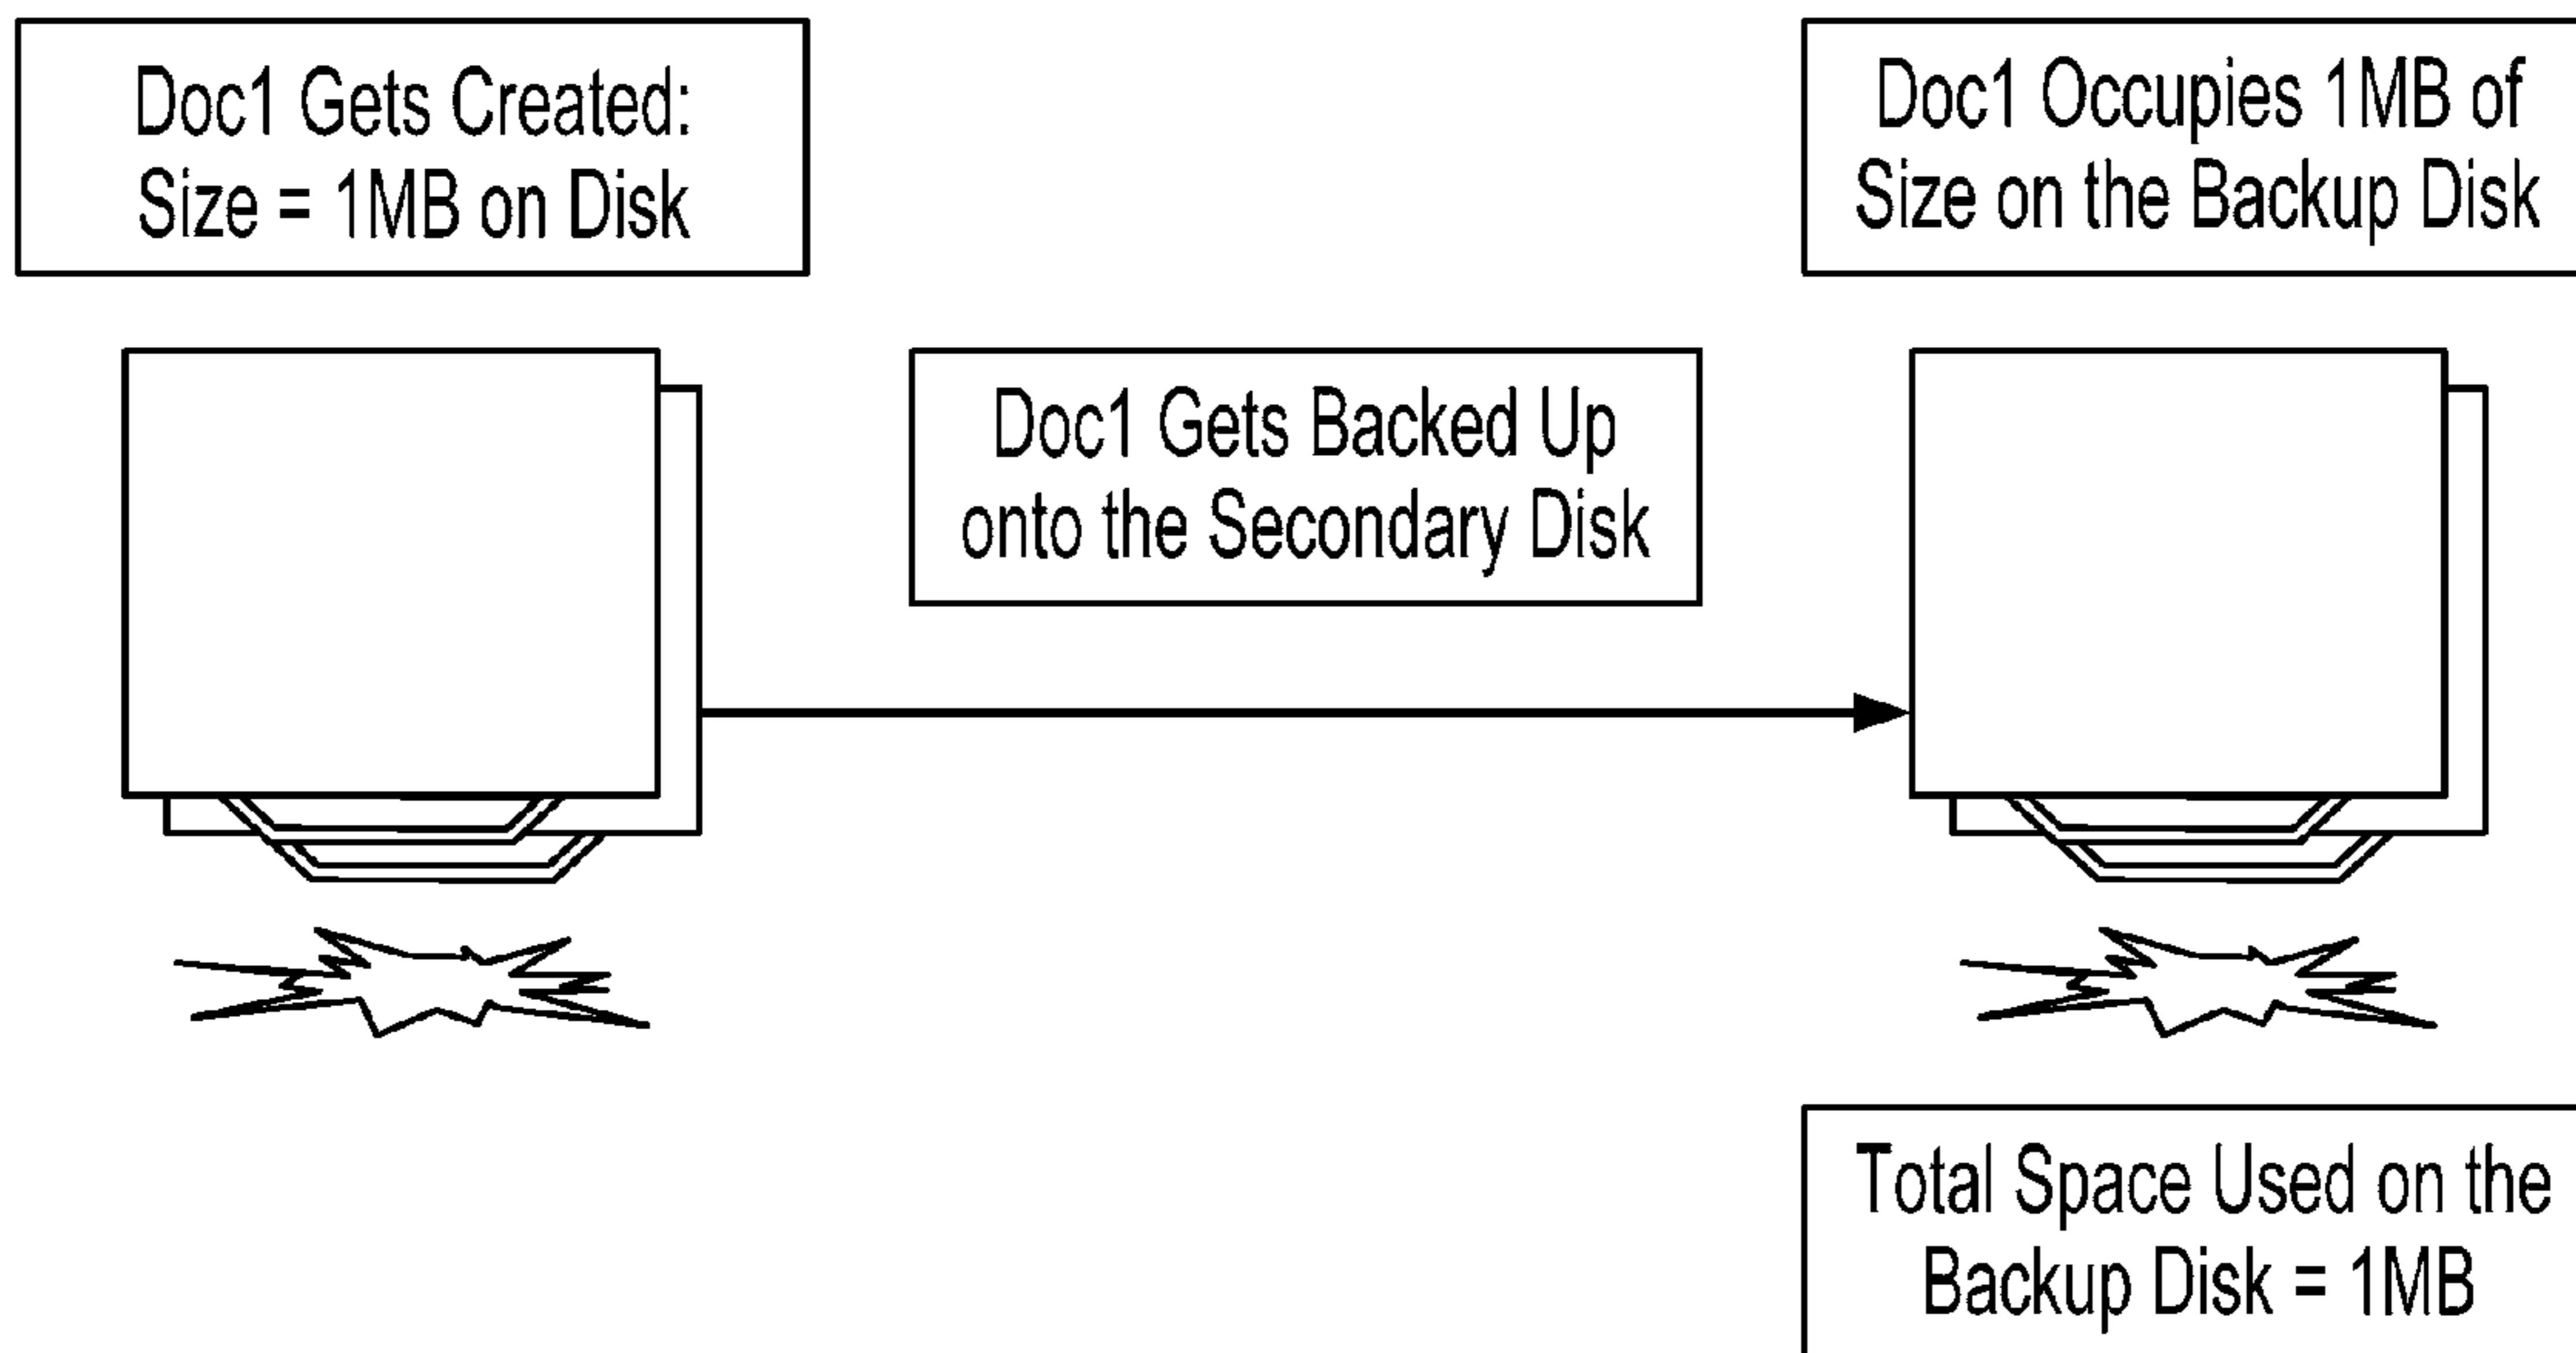 Doc1 Gets Created:
Size = 1MB on Disk
Doc1 Occupies 1MB of
Size on the Backup Disk
Doc1 Gets Backed Up
onto the Secondary Disk
Total Space Used on the
Backup Disk = 1MB